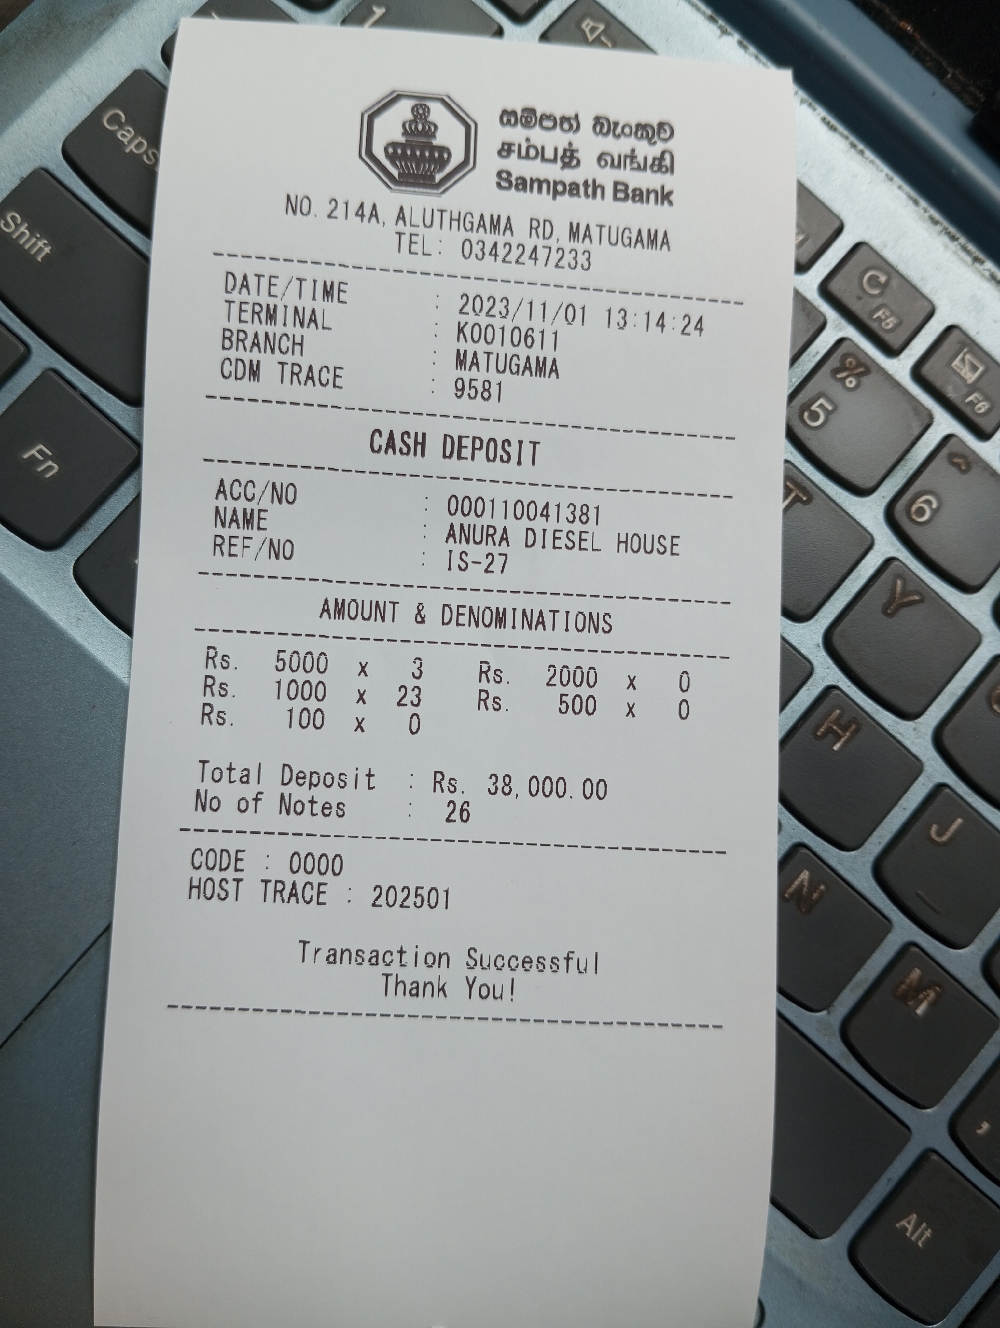 සම්පත් බැංකුව
சம்பத் வங்கி
Sampath Bank
NO. 214A, ALUTHGAMA RD, MATUGAMA
TEL: 0342247233
DATE/TIME : 2023/11/01 13:14:24
TERMINAL : K0010611
BRANCH : MATUGAMA
CDM TRACE : 9581
CASH DEPOSIT
ACC/NO : 000110041381
NAME : ANURA DIESEL HOUSE
REF/NO : IS-27
AMOUNT & DENOMINATIONS
Rs. 5000 x 3 Rs. 2000 x 0
Rs. 1000 x 23 Rs. 500 x 0
Rs. 100 x 0
Total Deposit : Rs. 38,000.00
No of Notes : 26
CODE : 0000
HOST TRACE : 202501
Transaction Successful
Thank You!
Caps
Shift
Fn
1
F5
F6
%
5
^
6
T
Y
H
J
N
M
,
Alt